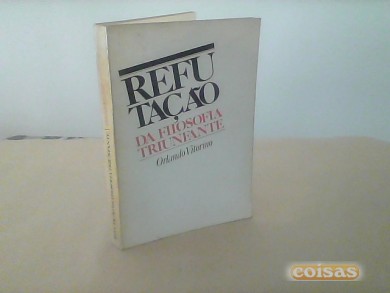 REFU
TAÇÃO
DA FILOSOFIA
TRIUNFANTE
Orlando Vitorino
coisas